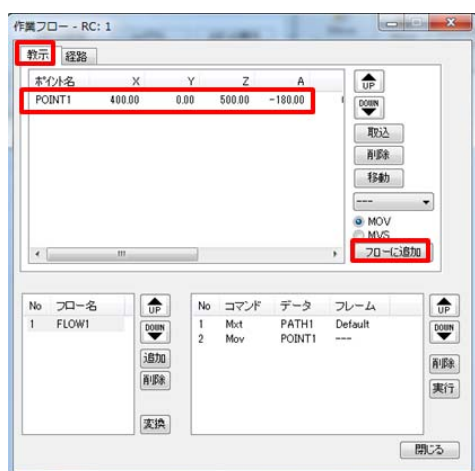 作業フロー - RC: 1
教示 経路
ポイント名 X Y Z A
POINT1 400.00 0.00 500.00 -180.00
UP
DOWN
取込
削除
移動
---
MOV
MVS
フローに追加
No フロー名
1 FLOW1
UP
DOWN
追加
削除
変換
No コマンド データ フレーム
1 Mxt PATH1 Default
2 Mov POINT1 ---
UP
DOWN
削除
実行
閉じる